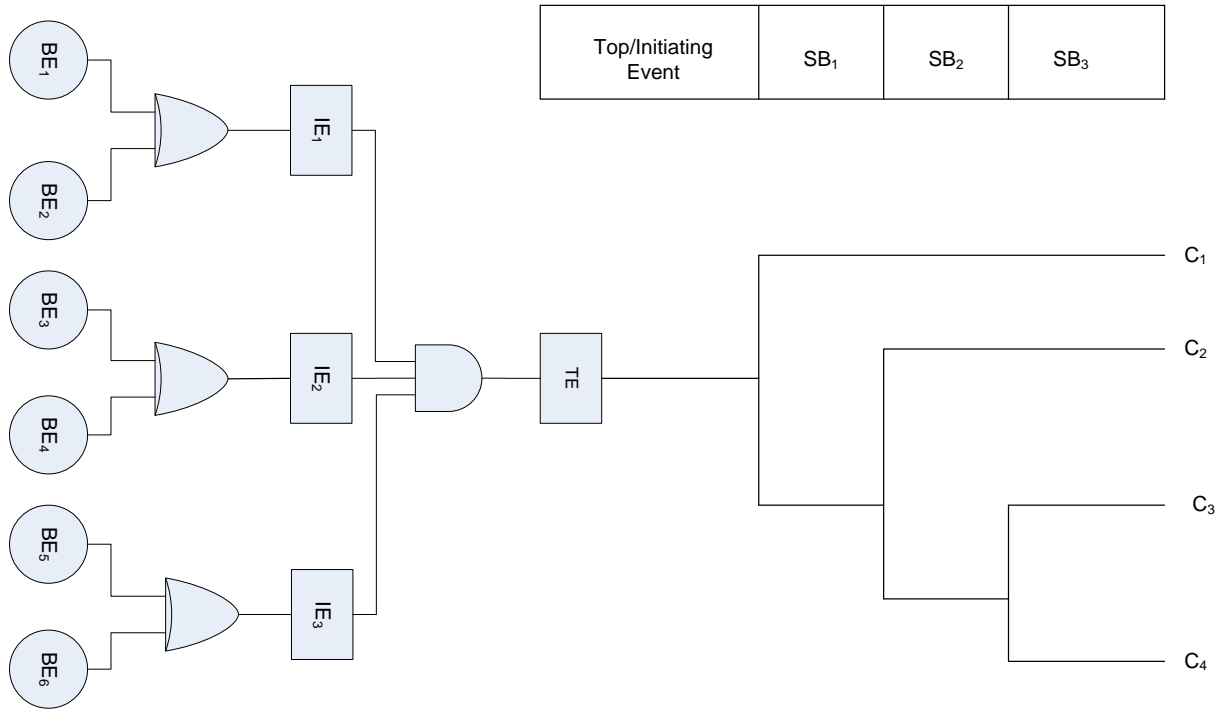 Top/Initiating
Event
SB₁
SB₂
SB₃
BE₁
BE₂
BE₃
BE₄
BE₅
BE₆
IE₁
IE₂
IE₃
TE
C₁
C₂
C₃
C₄